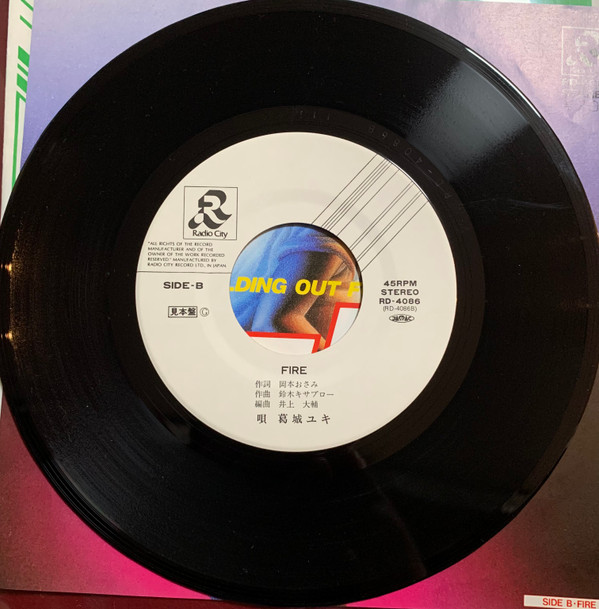 Radio City
"ALL RIGHTS OF THE RECORD
MANUFACTURER AND OF THE
OWNER OF THE WORK RECORDED
RESERVED" MANUFACTURED BY
RADIO CITY RECORD LTD., IN JAPAN
SIDE-B
見本盤 G
DING OUT F
45RPM
STEREO
RD-4086
(RD-4086B)
FIRE
作詞 岡本おさみ
作曲 鈴木キサブロー
編曲 井上 大輔
唄 葛城ユキ
SIDE B・FIRE